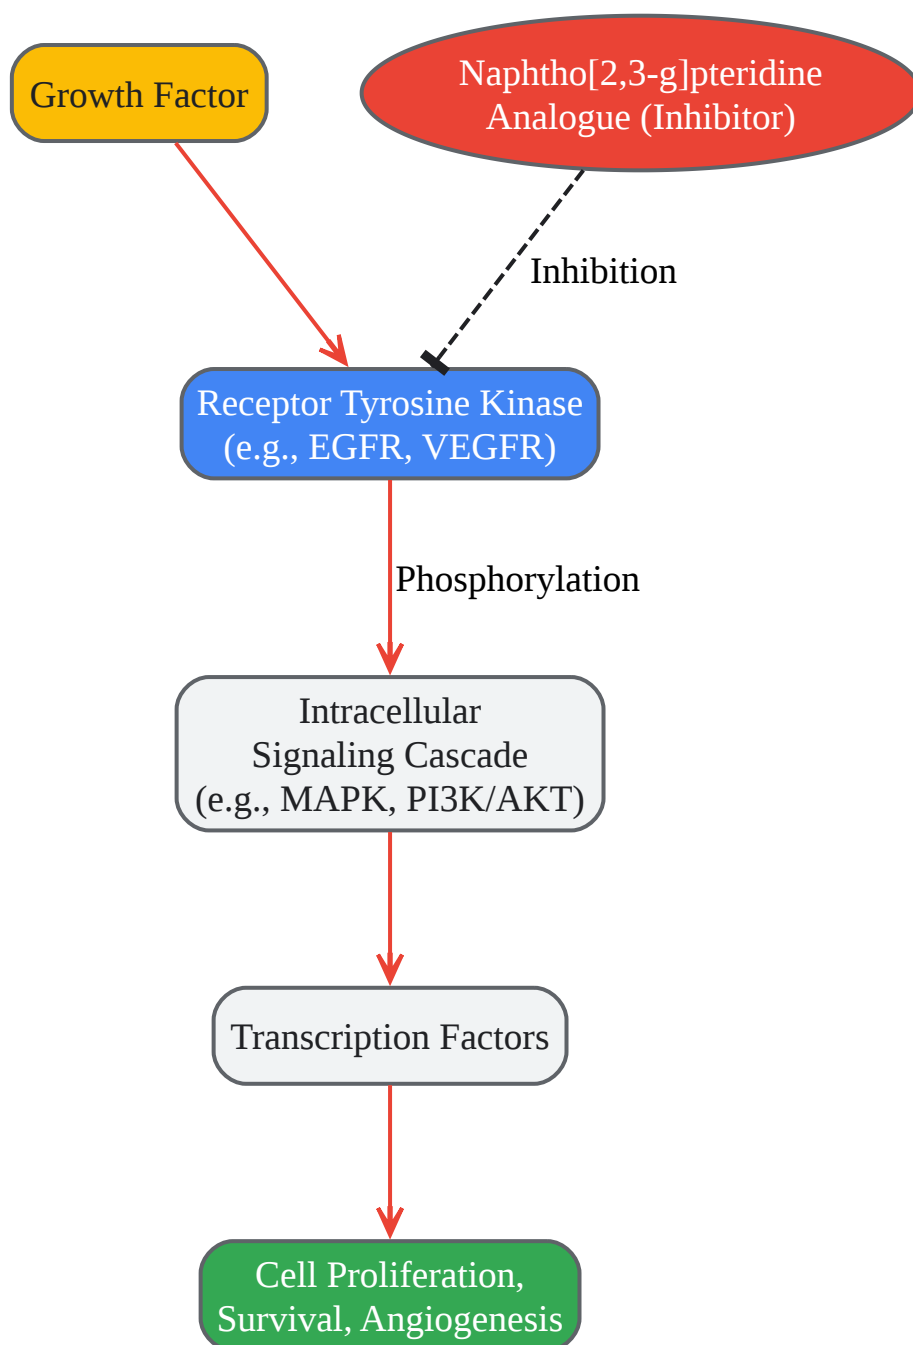 Growth Factor
Naphtho[2,3-g]pteridine
Analogue (Inhibitor)
Inhibition
Receptor Tyrosine Kinase
(e.g., EGFR, VEGFR)
Phosphorylation
Intracellular
Signaling Cascade
(e.g., MAPK, PI3K/AKT)
Transcription Factors
Cell Proliferation,
Survival, Angiogenesis